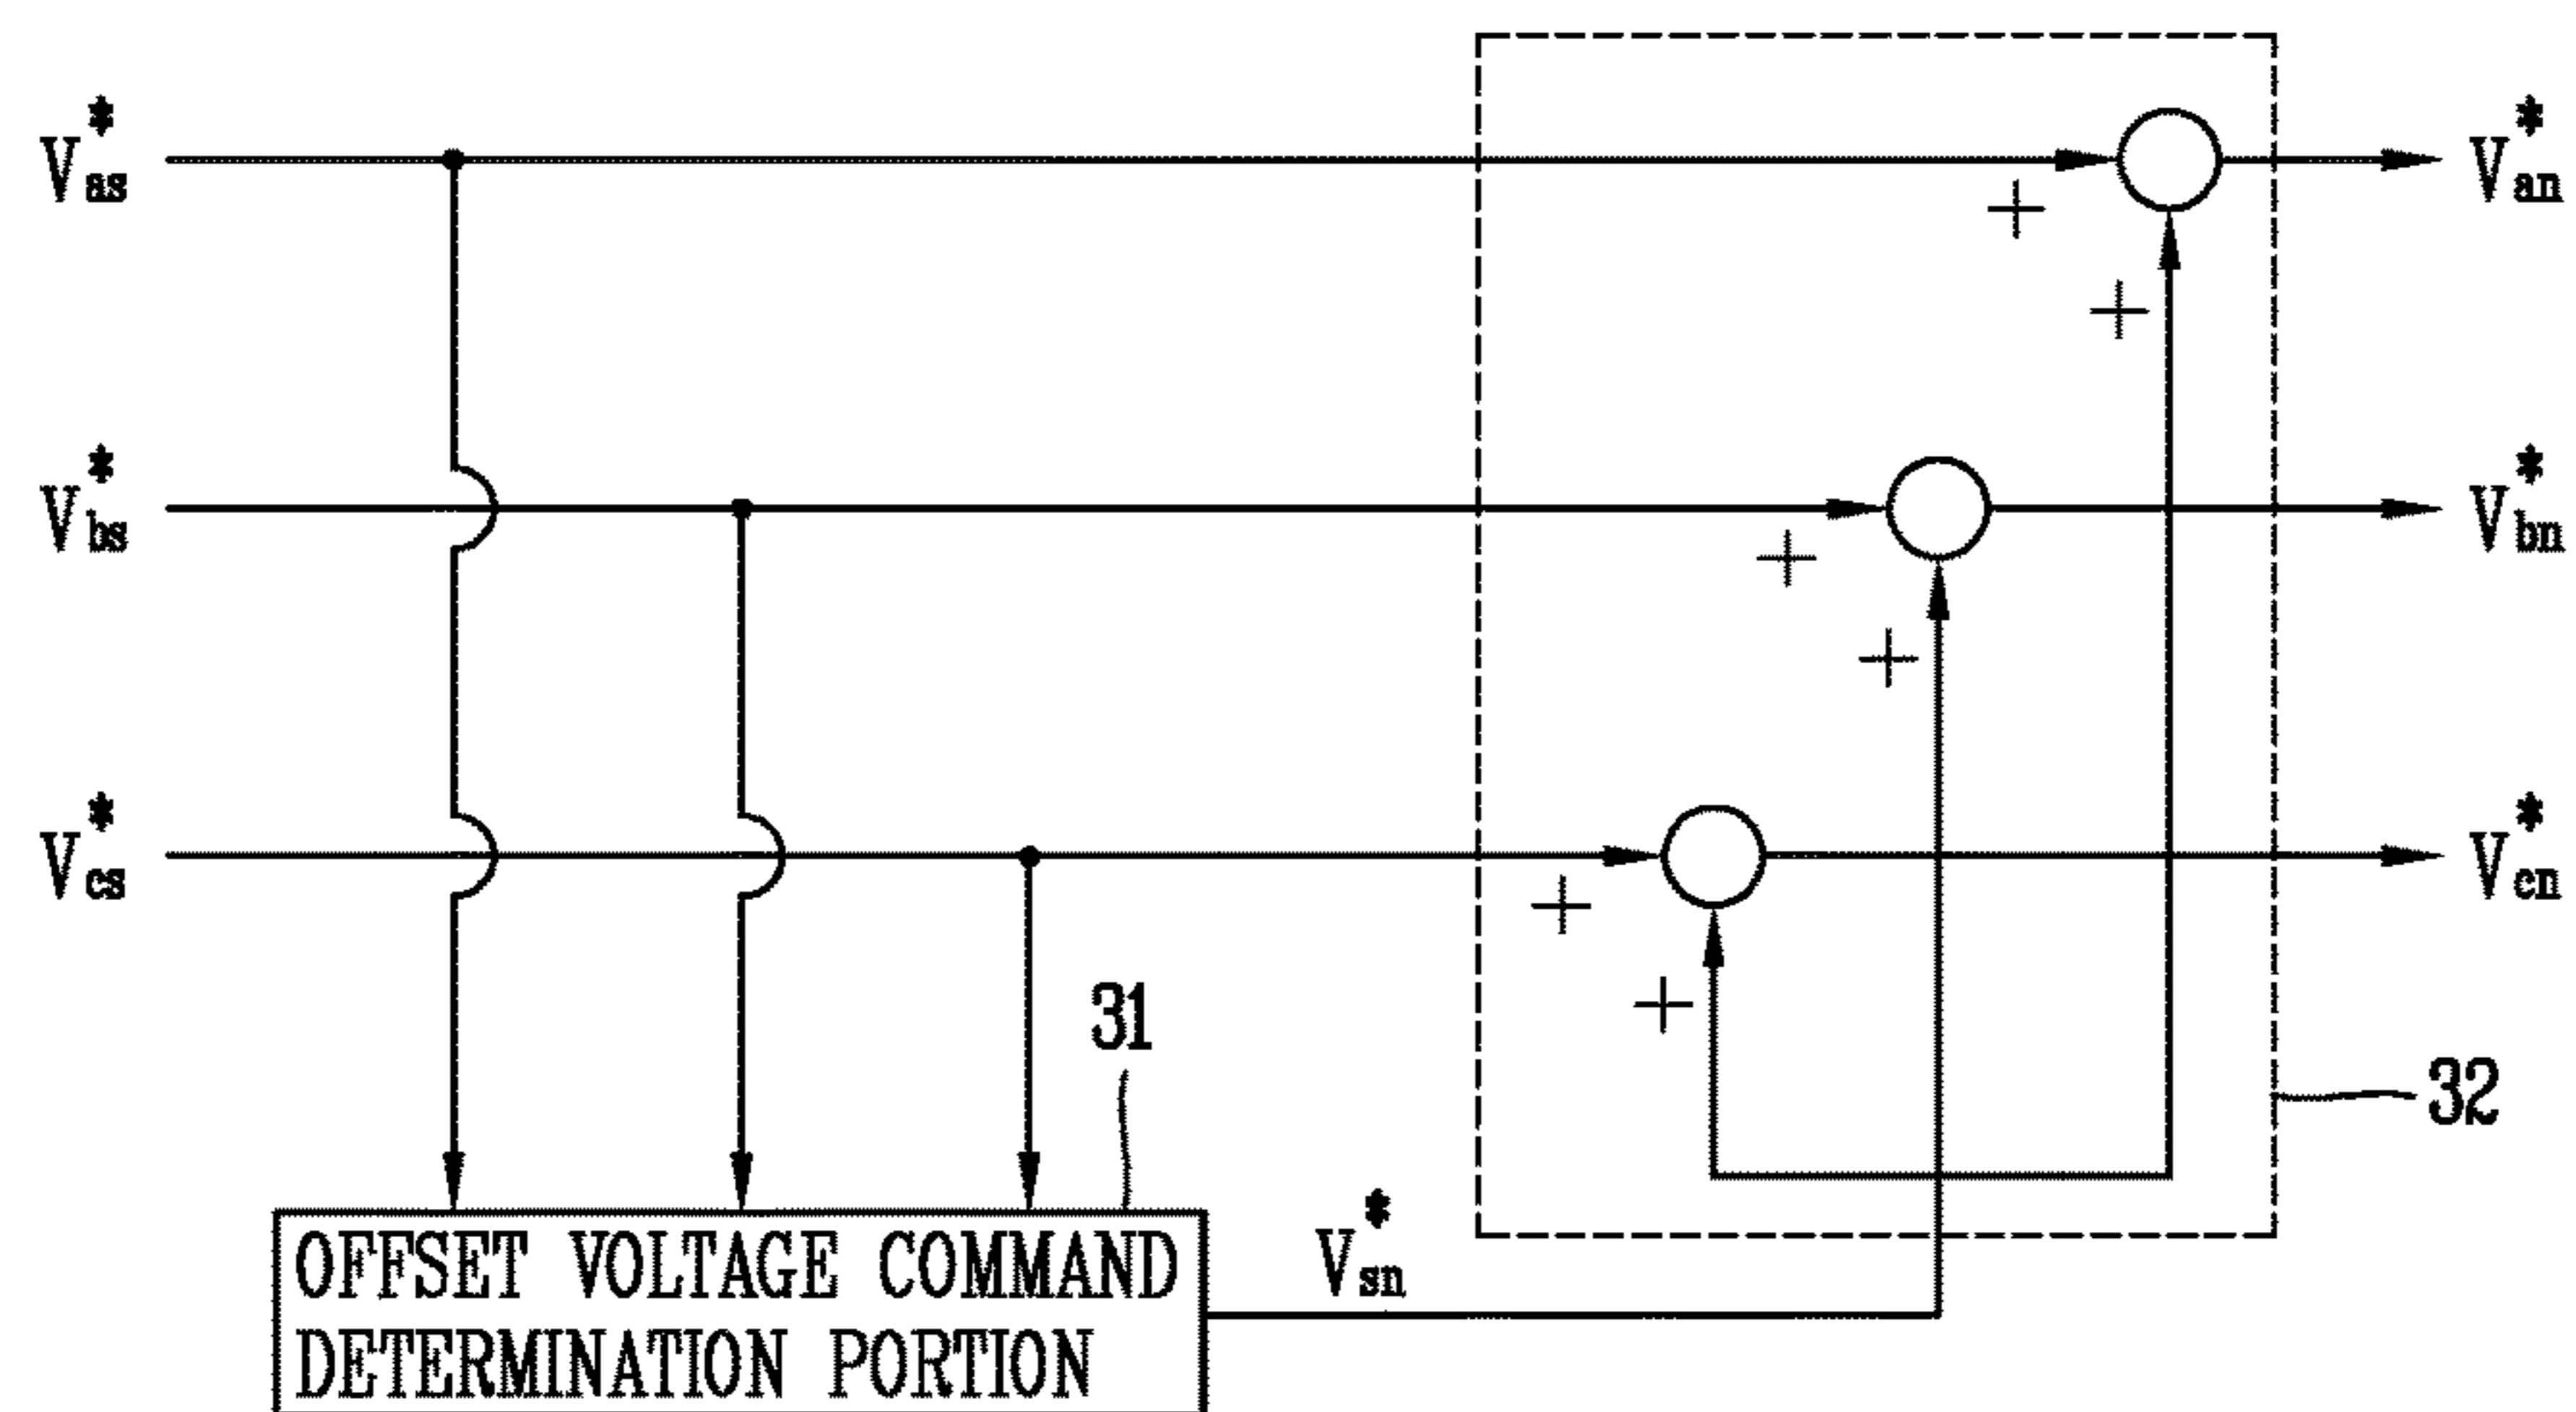 V*as
V*an
+
+
V*bs
V*bn
+
+
V*cs
V*cn
+
+
31
32
OFFSET VOLTAGE COMMAND
DETERMINATION PORTION
V*sn